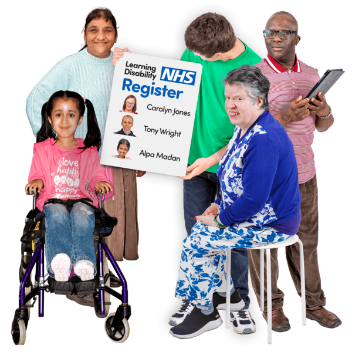 Learning
Disability NHS
Register
Carolyn Jones
Tony Wright
Alpa Madan
love
happy